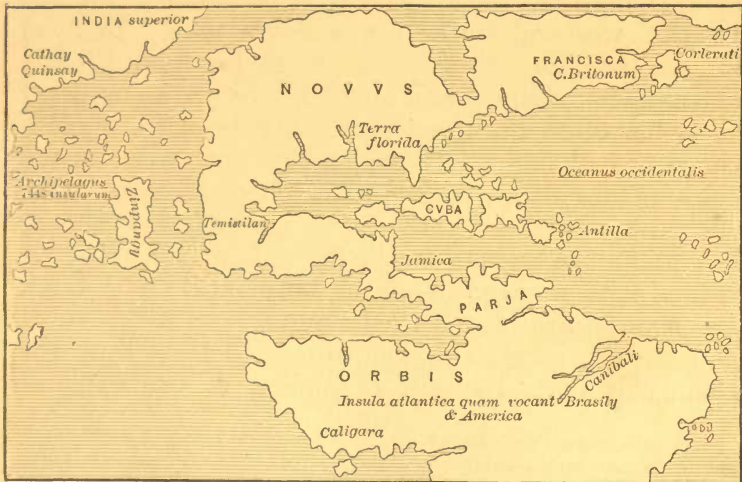 INDIA superior
Cathay
Quinsay
NOVVS
FRANCISCA
C. Britonum
Corterati
Terra
florida
Oceanus occidentalis
Archipelagus
7448 insularum
Zinpangu
Temistitan
CVBA
Antilla
Jamica
PARJA
ORBIS
Canibali
Insula atlantica quam vocant Brasily
& America
Caligara